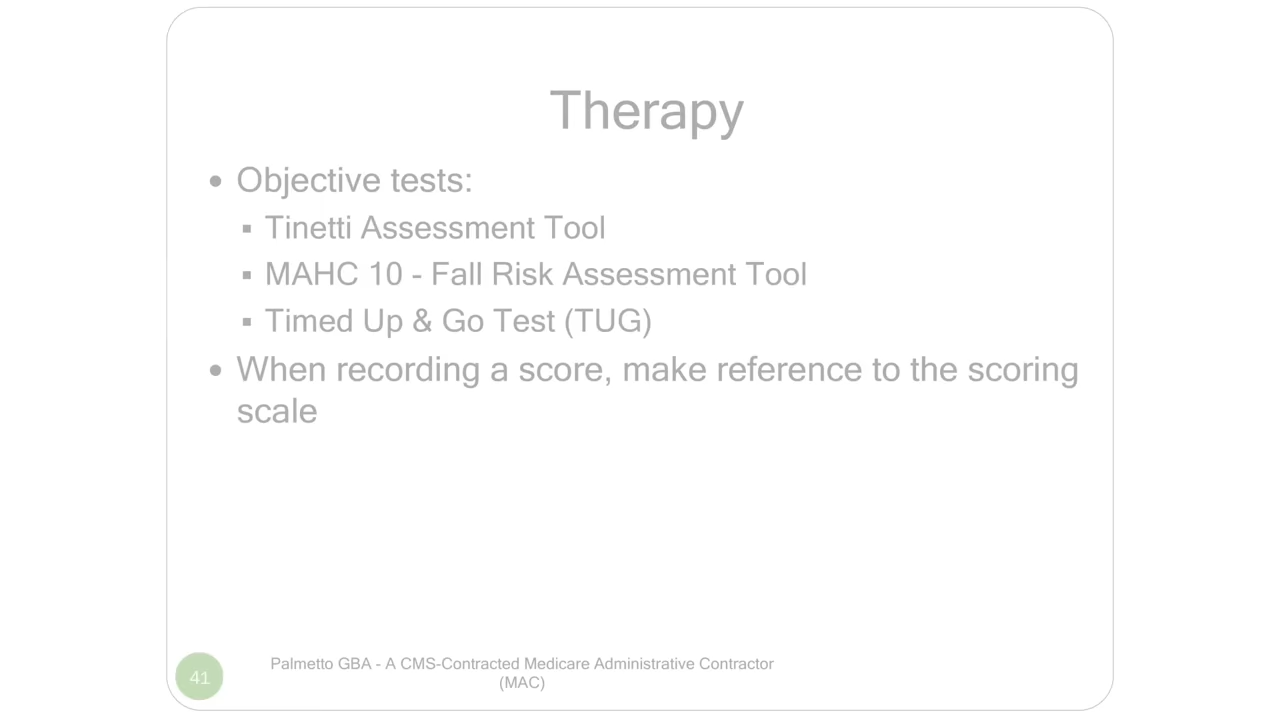 Therapy
• Objective tests:
▪ Tinetti Assessment Tool
▪ MAHC 10 - Fall Risk Assessment Tool
▪ Timed Up & Go Test (TUG)
• When recording a score, make reference to the scoring
scale
41
Palmetto GBA - A CMS-Contracted Medicare Administrative Contractor
(MAC)